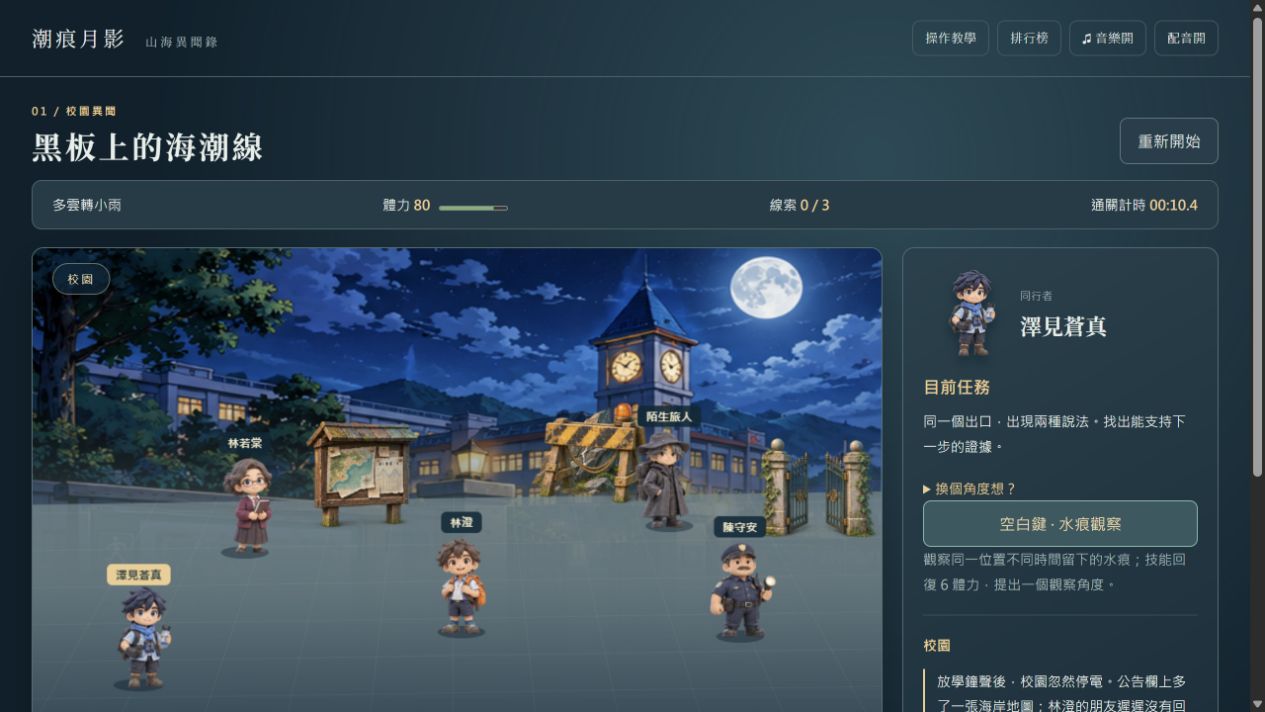 潮痕月影 山海異聞錄
操作教學 排行榜 ♫ 音樂開 配音開
01 / 校園異聞
黑板上的海潮線
重新開始
多雲轉小雨 體力 80 線索 0 / 3 通關計時 00:10.4
校園
陌生旅人
林若棠
林澄
陳守安
澤見蒼真
同行者
澤見蒼真
目前任務
同一個出口，出現兩種說法。找出能支持下
一步的證據。
▶ 換個角度想？
空白鍵 · 水痕觀察
觀察同一位置不同時間留下的水痕；技能回
復 6 體力，提出一個觀察角度。
校園
放學鐘聲後，校園忽然停電。公告欄上多
了一張海岸地圖；林澄的朋友遲遲沒有回